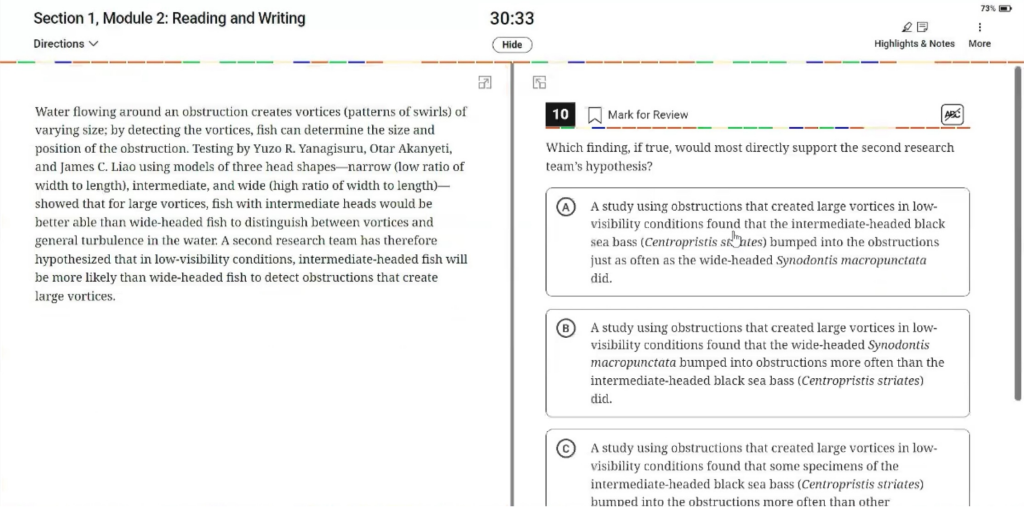 73%
Section 1, Module 2: Reading and Writing
30:33
Directions
Hide
Highlights & Notes
More
Water flowing around an obstruction creates vortices (patterns of swirls) of
varying size; by detecting the vortices, fish can determine the size and
position of the obstruction. Testing by Yuzo R. Yanagisuru, Otar Akanyeti,
and James C. Liao using models of three head shapes—narrow (low ratio of
width to length), intermediate, and wide (high ratio of width to length)—
showed that for large vortices, fish with intermediate heads would be
better able than wide-headed fish to distinguish between vortices and
general turbulence in the water. A second research team has therefore
hypothesized that in low-visibility conditions, intermediate-headed fish will
be more likely than wide-headed fish to detect obstructions that create
large vortices.
10
Mark for Review
ABC
Which finding, if true, would most directly support the second research
team's hypothesis?
A
A study using obstructions that created large vortices in low-
visibility conditions found that the intermediate-headed black
sea bass (Centropristis striates) bumped into the obstructions
just as often as the wide-headed Synodontis macropunctata
did.
B
A study using obstructions that created large vortices in low-
visibility conditions found that the wide-headed Synodontis
macropunctata bumped into obstructions more often than the
intermediate-headed black sea bass (Centropristis striates)
did.
C
A study using obstructions that created large vortices in low-
visibility conditions found that some specimens of the
intermediate-headed black sea bass (Centropristis striates)
bumped into the obstructions more often than other